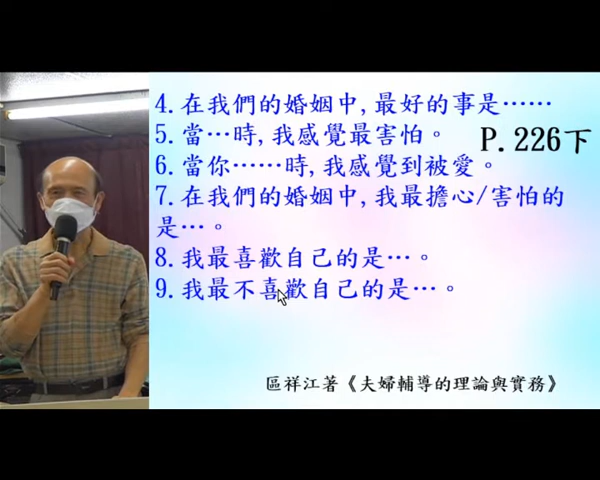 4.在我們的婚姻中,最好的事是⋯⋯
5.當⋯時,我感覺最害怕。
P.226下
6.當你⋯⋯時,我感覺到被愛。
7.在我們的婚姻中,我最擔心/害怕的
是⋯。
8.我最喜歡自己的是⋯。
9.我最不喜歡自己的是⋯。
區祥江著《夫婦輔導的理論與實務》